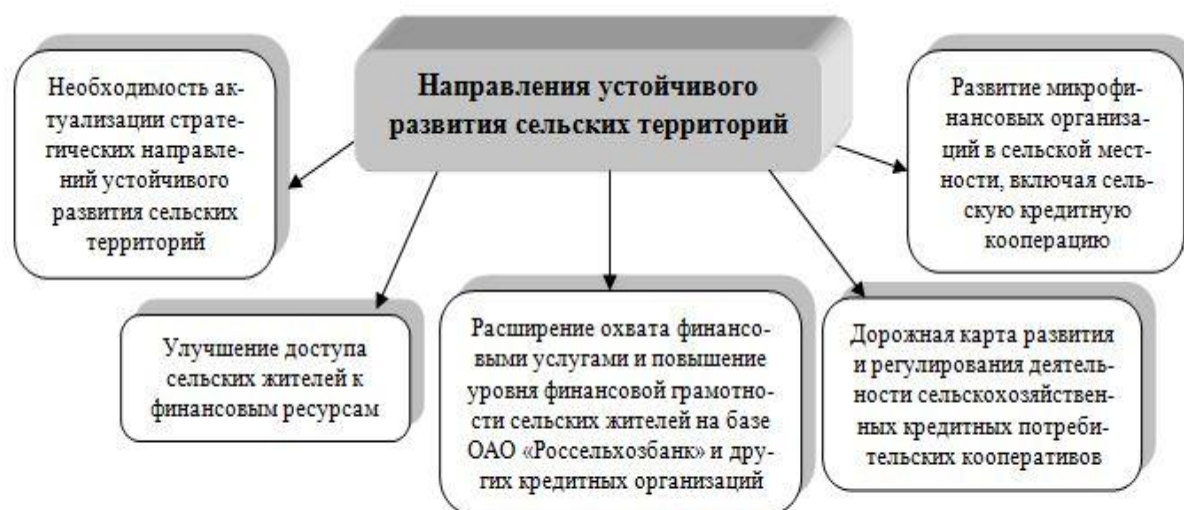 Направления устойчивого
развития сельских территорий
Необходимость ак-
туализации страте-
гических направле-
ний устойчивого
развития сельских
территорий
Улучшение доступа
сельских жителей к
финансовым ресурсам
Расширение охвата финансо-
выми услугами и повышение
уровня финансовой грамотно-
сти сельских жителей на базе
ОАО «Россельхозбанк» и дру-
гих кредитных организаций
Дорожная карта развития
и регулирования деятель-
ности сельскохозяйствен-
ных кредитных потреби-
тельских кооперативов
Развитие микрофи-
нансовых организа-
ций в сельской мест-
ности, включая сель-
скую кредитную
кооперацию